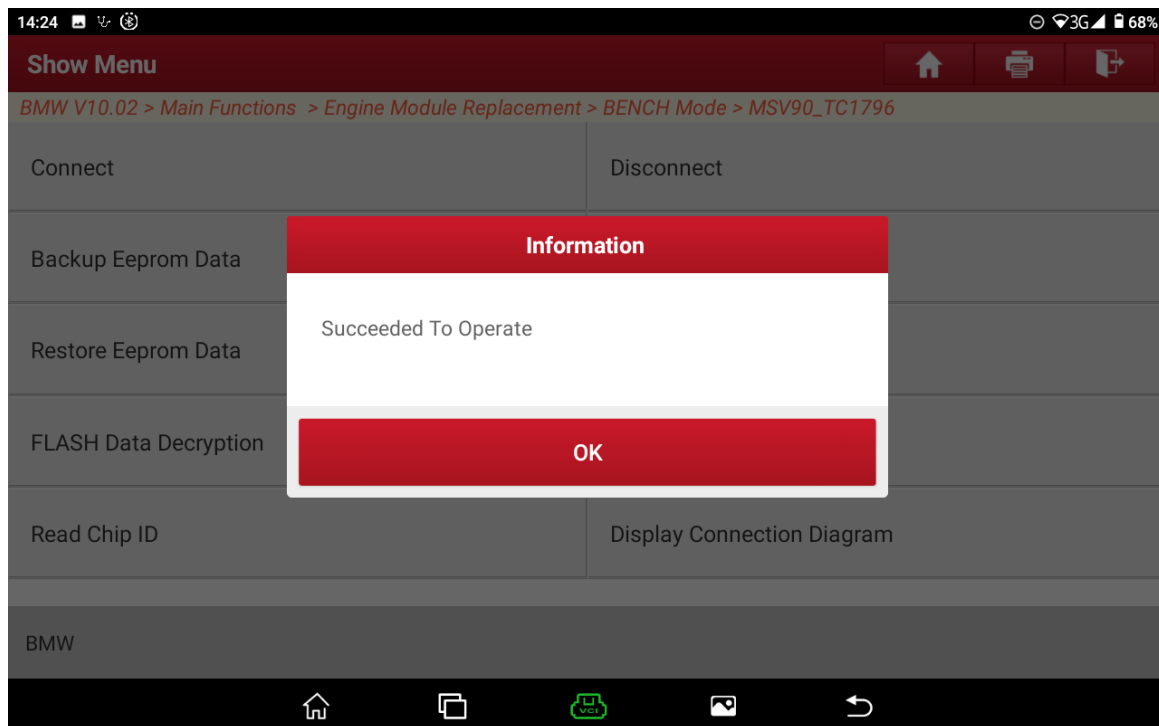 14:24 3G 68%
Show Menu
BMW V10.02 > Main Functions > Engine Module Replacement > BENCH Mode > MSV90_TC1796
Connect Disconnect
Information
Backup Eeprom Data
Succeeded To Operate
Restore Eeprom Data
FLASH Data Decryption
OK
Read Chip ID Display Connection Diagram
BMW
VCI